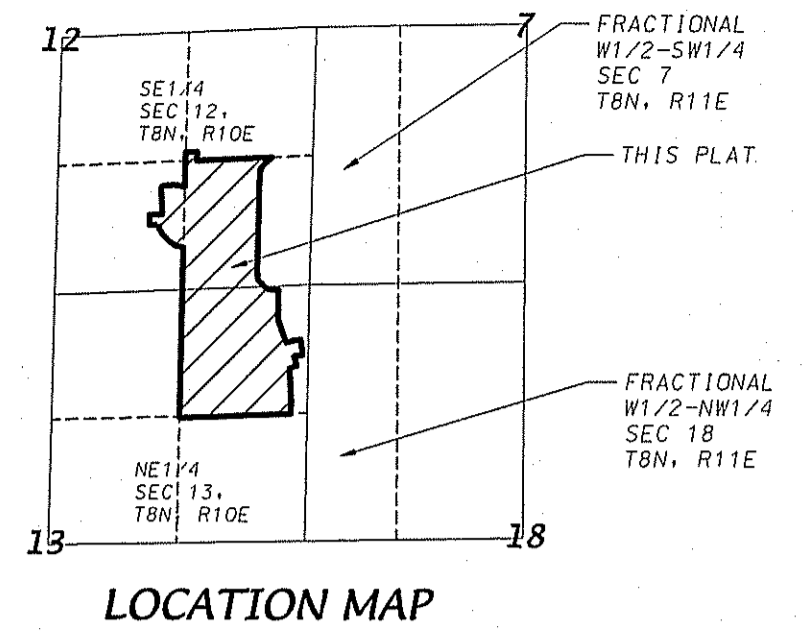 12
7
FRACTIONAL
W1/2-SW1/4
SEC 7
T8N, R11E
SE1/4
SEC 12,
T8N, R10E
THIS PLAT
FRACTIONAL
W1/2-NW1/4
SEC 18
T8N, R11E
NE1/4
SEC 13,
T8N, R10E
13
18
LOCATION MAP